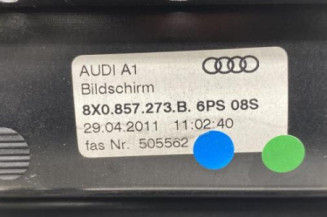 AUDI A1
Bildschirm
8X0.857.273.B. 6PS 08S
29.04.2011 11:02:40
fas Nr. 505562